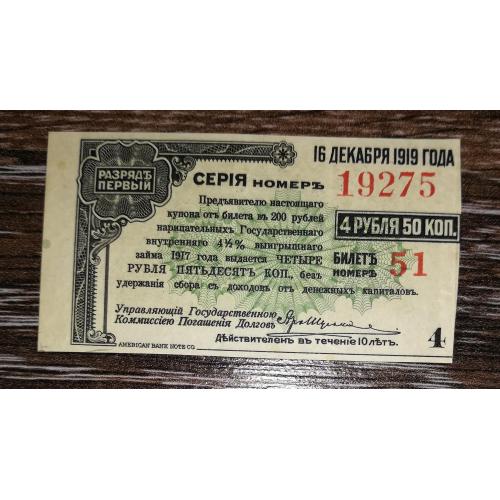 16 ДЕКАБРЯ 1919 ГОДА
РАЗРЯДЪ
ПЕРВЫЙ
СЕРІЯ НОМЕРЪ 19275
Предъявителю настоящаго
купона отъ билета въ 200 рублей
нарицательныхъ Государственнаго
внутренняго 4½% выигрышнаго
займа 1917 года выдается ЧЕТЫРЕ
РУБЛЯ ПЯТЬДЕСЯТЪ КОП., безъ
удержанія сбора съ доходовъ отъ денежныхъ капиталовъ.
4 РУБЛЯ 50 КОП.
БИЛЕТЪ
НОМЕРЪ 51
Управляющій Государственною
Коммиссіею Погашенія Долговъ
4
Дѣйствителенъ въ теченіе 10 лѣтъ.
AMERICAN BANK NOTE CO